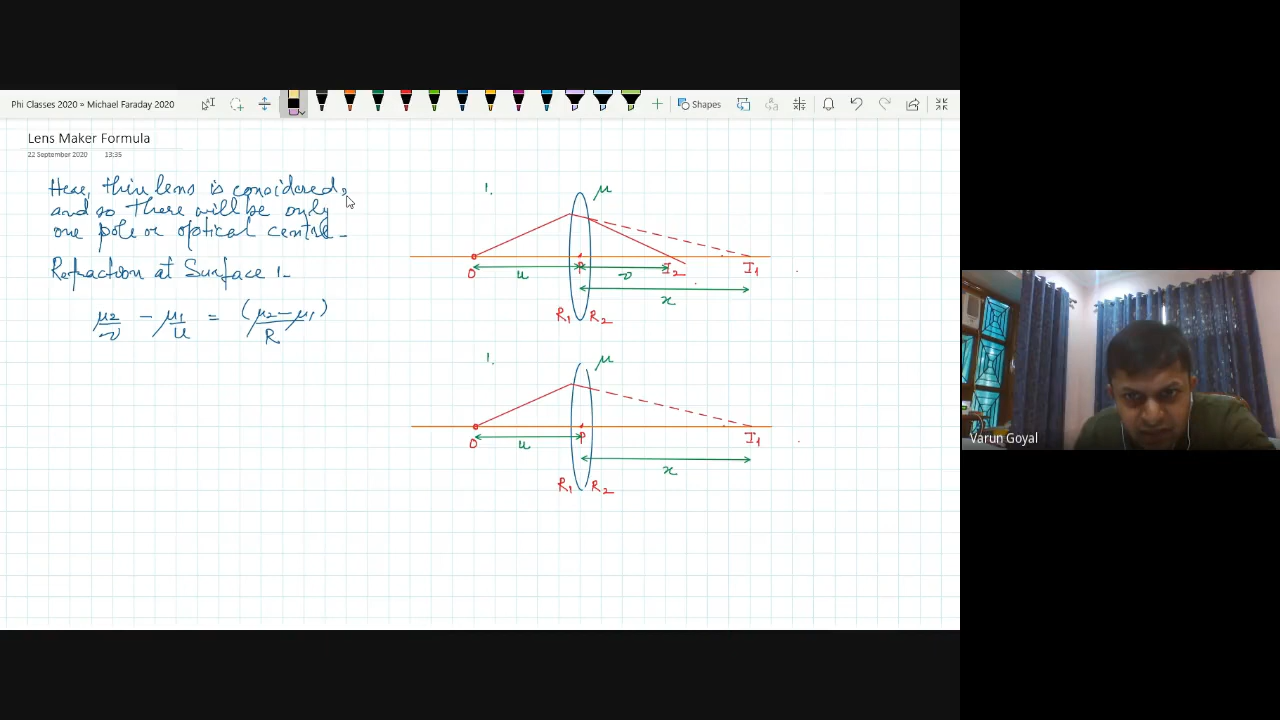 Phi Classes 2020 » Michael Faraday 2020
Shapes
Lens Maker Formula
22 September 2020 13:35
Here, thin lens is considered,
and so there will be only
one pole or optical centre.
Refraction at Surface 1.
μ2/v - μ1/u = (μ2-μ1)/R
1. μ
O u P v I2 I1
x
R1 R2
1. μ
O u P I1
x
R1 R2
Varun Goyal